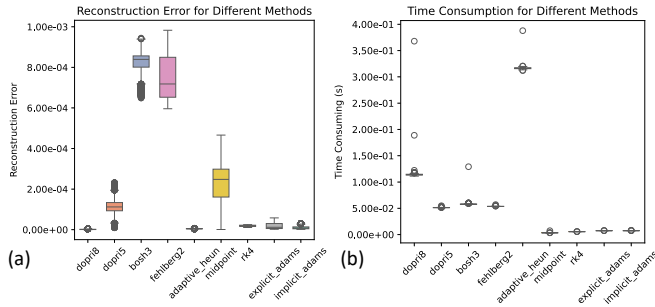 Reconstruction Error for Different Methods
1,00e−03
8,00e−04
6,00e−04
4,00e−04
2,00e−04
0,00e+00
Reconstruction Error
dopri8
dopri5
bosh3
fehlberg2
adaptive_heun
midpoint
rk4
explicit_adams
implicit_adams
(a)
Time Consumption for Different Methods
4,00e−01
3,50e−01
3,00e−01
2,50e−01
2,00e−01
1,50e−01
1,00e−01
5,00e−02
0,00e+00
Time Consuming (s)
dopri8
dopri5
bosh3
fehlberg2
adaptive_heun
midpoint
rk4
explicit_adams
implicit_adams
(b)